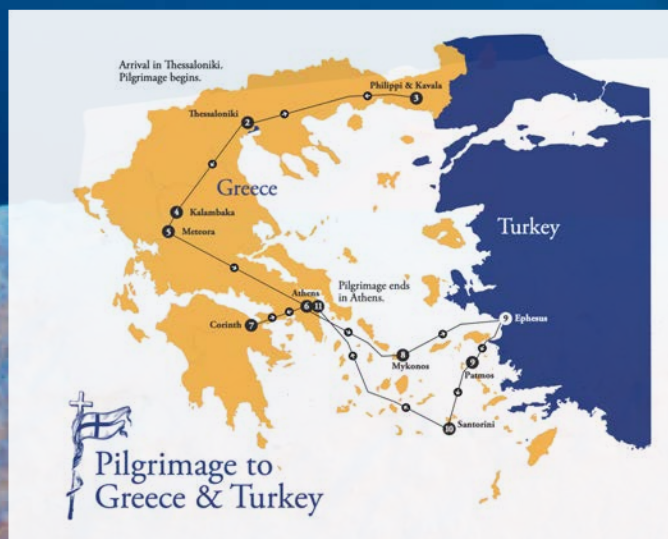 Arrival in Thessaloniki.
Pilgrimage begins.
Philippi & Kavala
3
Thessaloniki
2
Greece
4
Kalambaka
5
Meteora
Turkey
Pilgrimage ends
in Athens.
Athens
6
11
Corinth
7
9
Ephesus
8
Mykonos
9
Patmos
10
Santorini
Pilgrimage to
Greece & Turkey